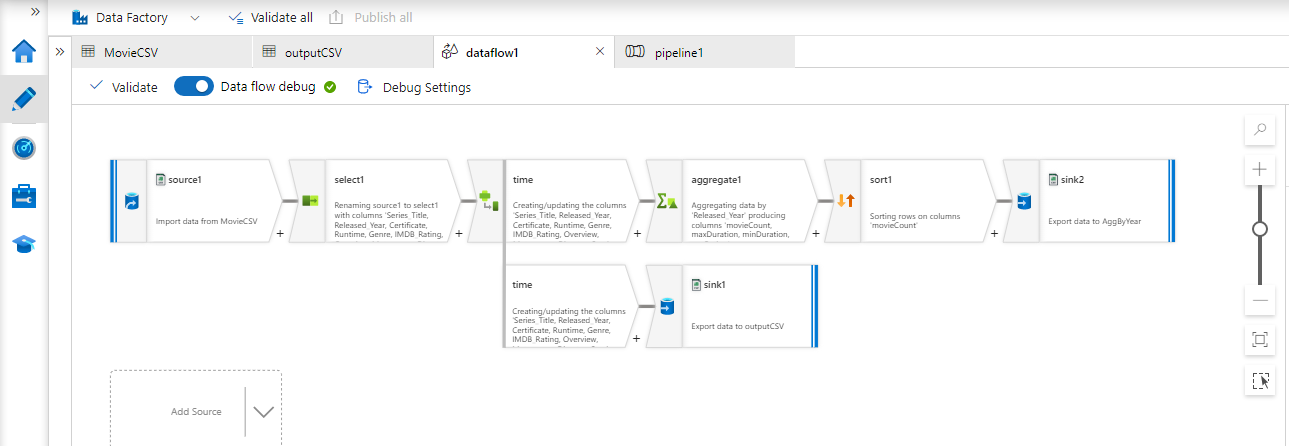 Data Factory
Validate all
Publish all
MovieCSV
outputCSV
dataflow1
pipeline1
Validate
Data flow debug
Debug Settings
source1
Import data from MovieCSV
+
select1
Renaming source1 to select1
with columns 'Series_Title,
Released_Year, Certificate,
Runtime, Genre,
IMDB_Rating,
+
time
Creating/updating the columns
'Series_Title, Released_Year,
Certificate, Runtime, Genre,
IMDB_Rating, Overview,
+
aggregate1
Aggregating data by
'Released_Year' producing
columns 'movieCount,
maxDuration, minDuration,
+
sort1
Sorting rows on columns
'movieCount'
+
sink2
Export data to AggByYear
time
Creating/updating the columns
'Series_Title, Released_Year,
Certificate, Runtime, Genre,
IMDB_Rating, Overview,
+
sink1
Export data to outputCSV
Add Source